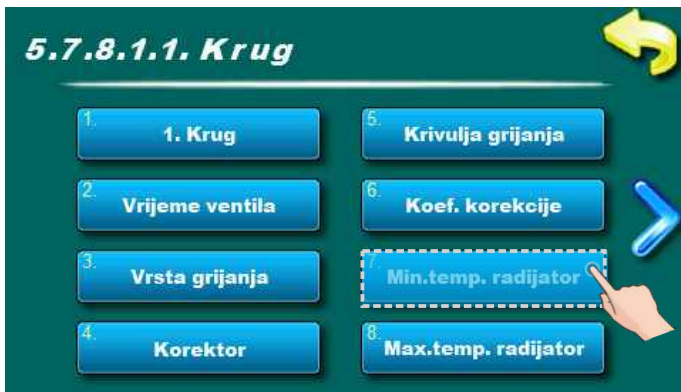 5.7.8.1.1. Krug
1. 1. Krug
2. Vrijeme ventila
3. Vrsta grijanja
4. Korektor
5. Krivulja grijanja
6. Koef. korekcije
7. Min.temp. radijator
8. Max.temp. radijator